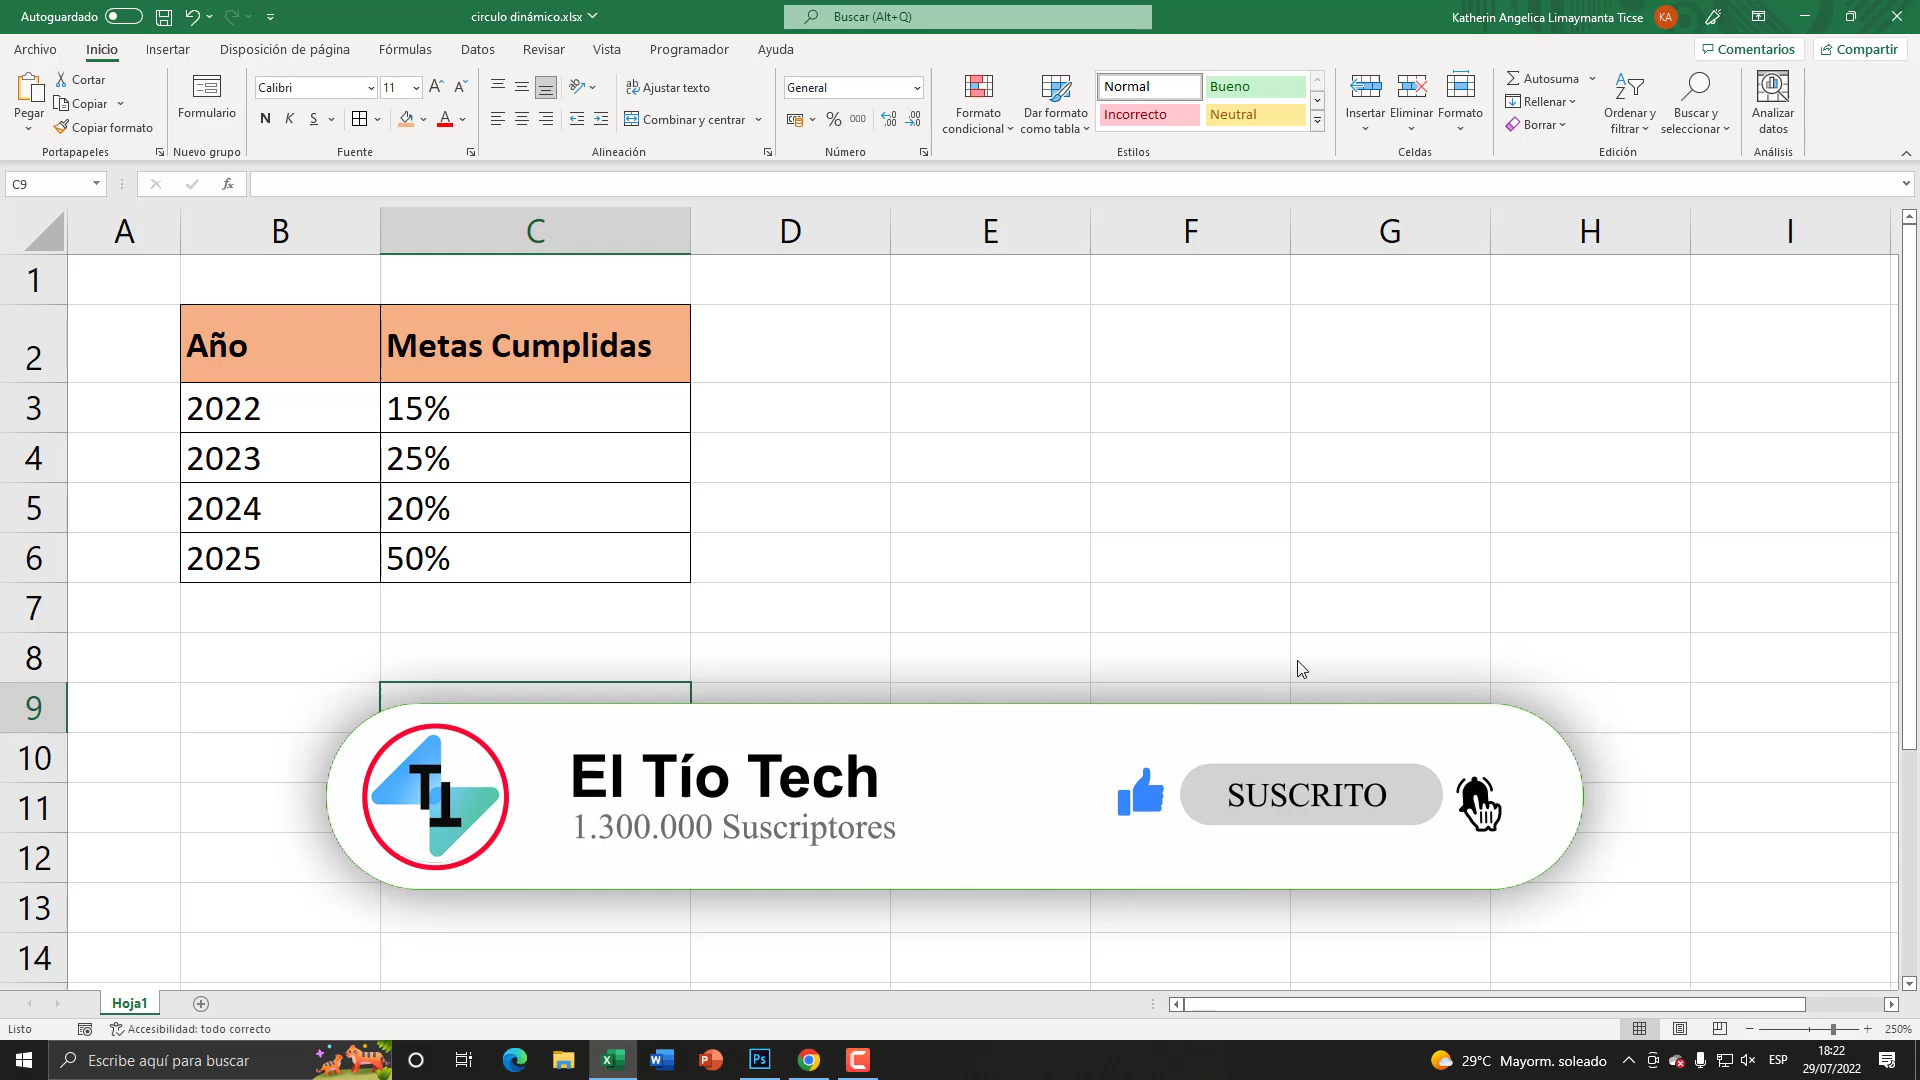 Autoguardado
circulo dinámico.xlsx
Buscar (Alt+Q)
Katherin Angelica Limaymanta Ticse
KA
Archivo
Inicio
Insertar
Disposición de página
Fórmulas
Datos
Revisar
Vista
Programador
Ayuda
Comentarios
Compartir
Pegar
Cortar
Copiar
Copiar formato
Portapapeles
Formulario
Nuevo grupo
Calibri
11
N K S
Fuente
Ajustar texto
Combinar y centrar
Alineación
General
% 000
Número
Formato condicional
Dar formato como tabla
Normal
Bueno
Incorrecto
Neutral
Estilos
Insertar
Eliminar
Formato
Celdas
Autosuma
Rellenar
Borrar
Ordenar y filtrar
Buscar y seleccionar
Edición
Analizar datos
Análisis
C9
fx
A B C D E F G H I
1
2 Año Metas Cumplidas
3 2022 15%
4 2023 25%
5 2024 20%
6 2025 50%
7
8
9
10
11
12
13
14
TT
El Tío Tech
1.300.000 Suscriptores
SUSCRITO
Hoja1
Listo
Accesibilidad: todo correcto
250%
Escribe aquí para buscar
29°C Mayorm. soleado
ESP
18:22
29/07/2022